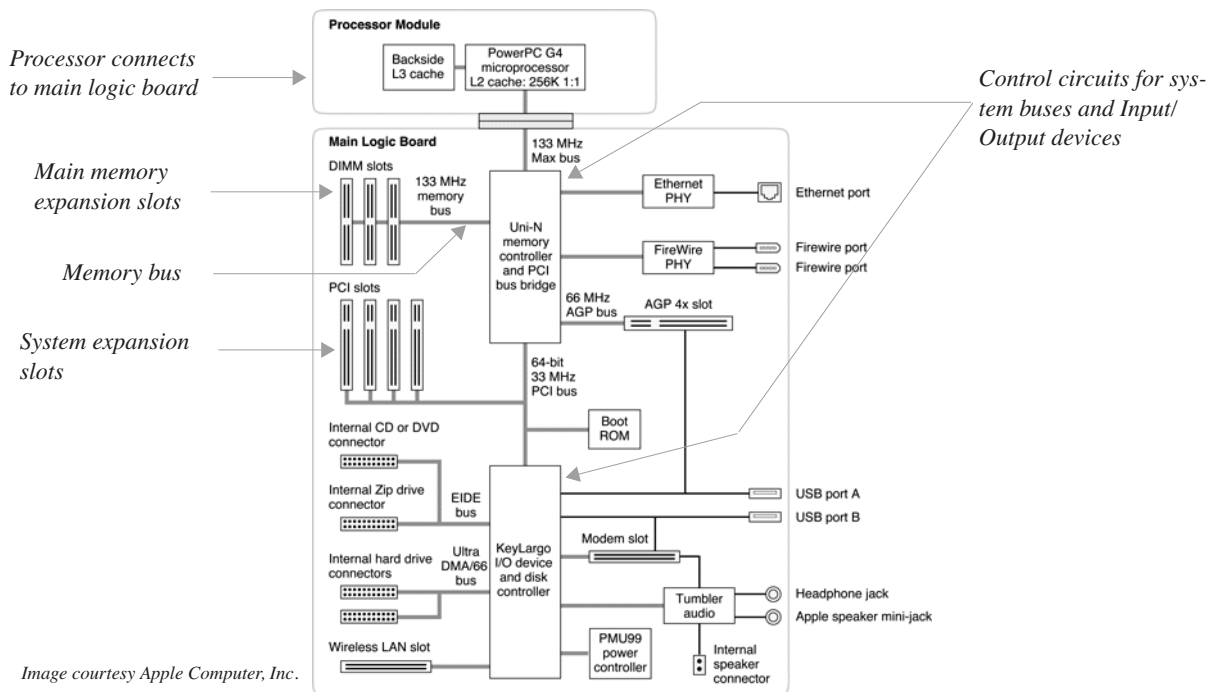 Processor connects
to main logic board
Main memory
expansion slots
Memory bus
System expansion
slots
Image courtesy Apple Computer, Inc.
Processor Module
Backside
L3 cache
PowerPC G4
microprocessor
L2 cache: 256K 1:1
Main Logic Board
133 MHz
Max bus
DIMM slots
133 MHz
memory
bus
PCI slots
Uni-N
memory
controller
and PCI
bus bridge
Ethernet
PHY
Ethernet port
FireWire
PHY
Firewire port
Firewire port
66 MHz
AGP bus
AGP 4x slot
64-bit
33 MHz
PCI bus
Boot
ROM
Internal CD or DVD
connector
Internal Zip drive
connector
EIDE
bus
Internal hard drive
connectors
Ultra
DMA/66
bus
Wireless LAN slot
KeyLargo
I/O device
and disk
controller
USB port A
USB port B
Modem slot
Tumbler
audio
Headphone jack
Apple speaker mini-jack
PMU99
power
controller
Internal
speaker
connector
Control circuits for sys-
tem buses and Input/
Output devices